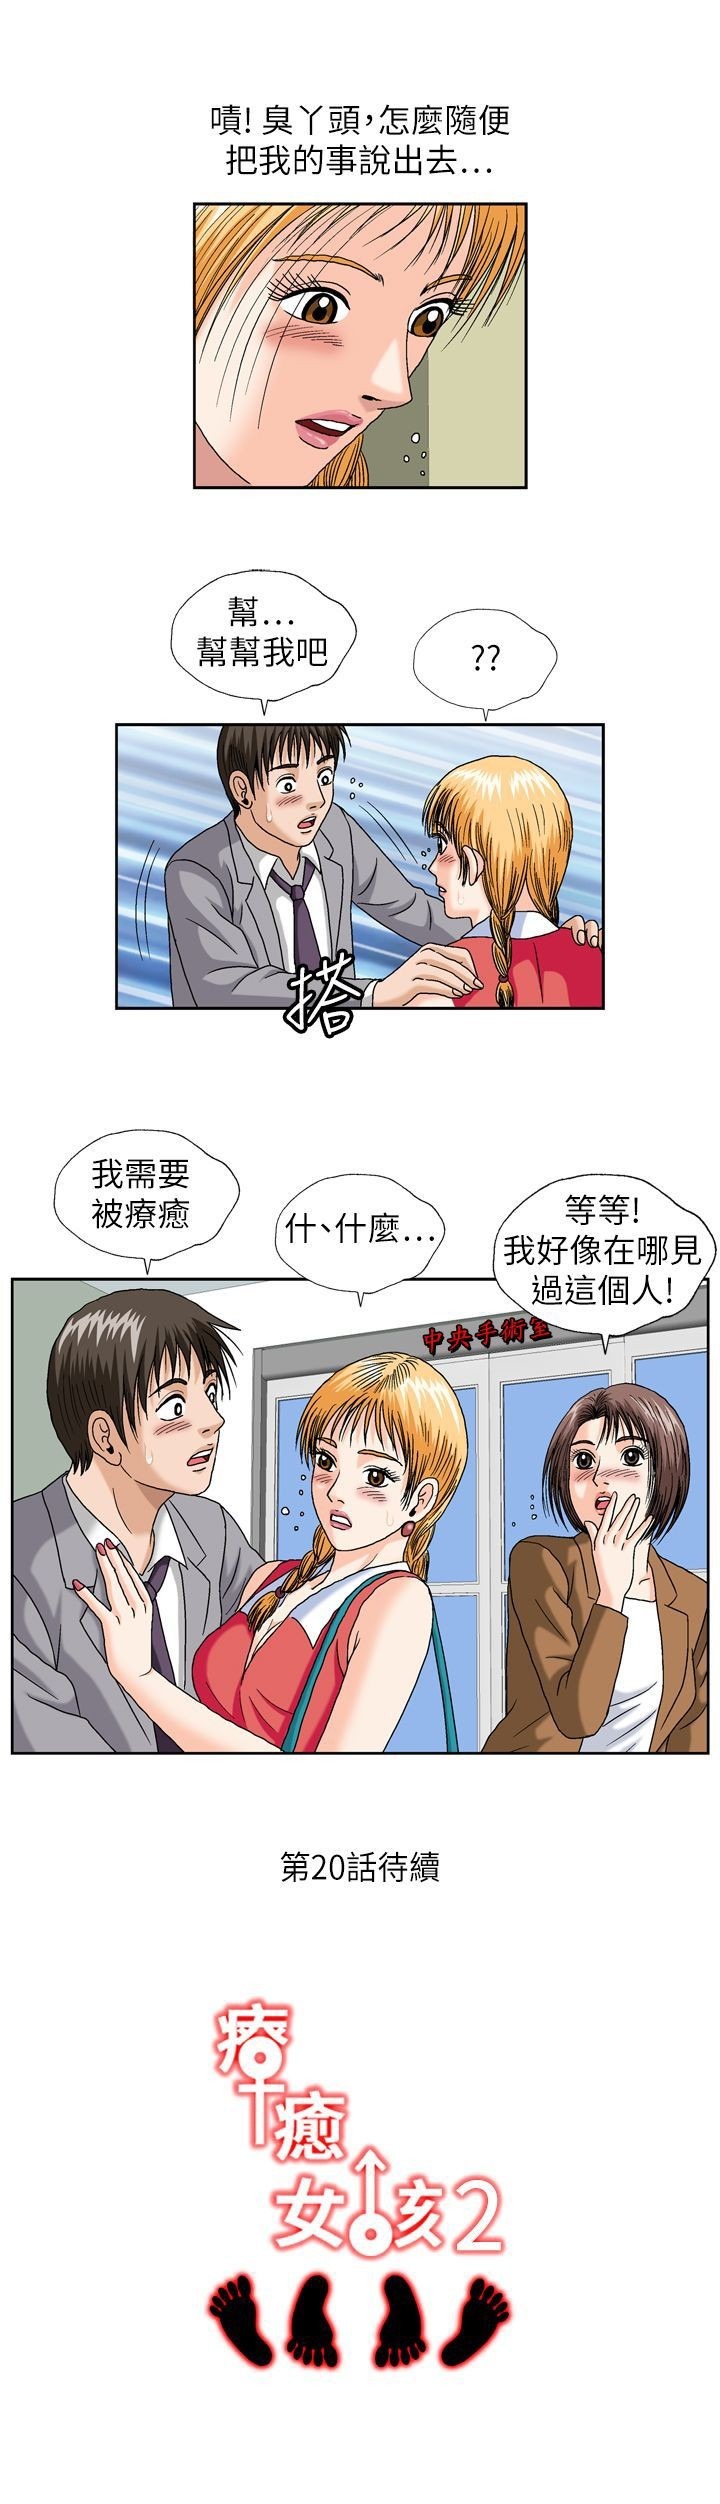 嘖! 臭丫頭，怎麼隨便
把我的事說出去...
幫...
幫幫我吧
??
搭
我需要
被療癒
什、什麼...
等等!
我好像在哪見
過這個人!
中央手術室
第20話待續
療
癒
女孩2